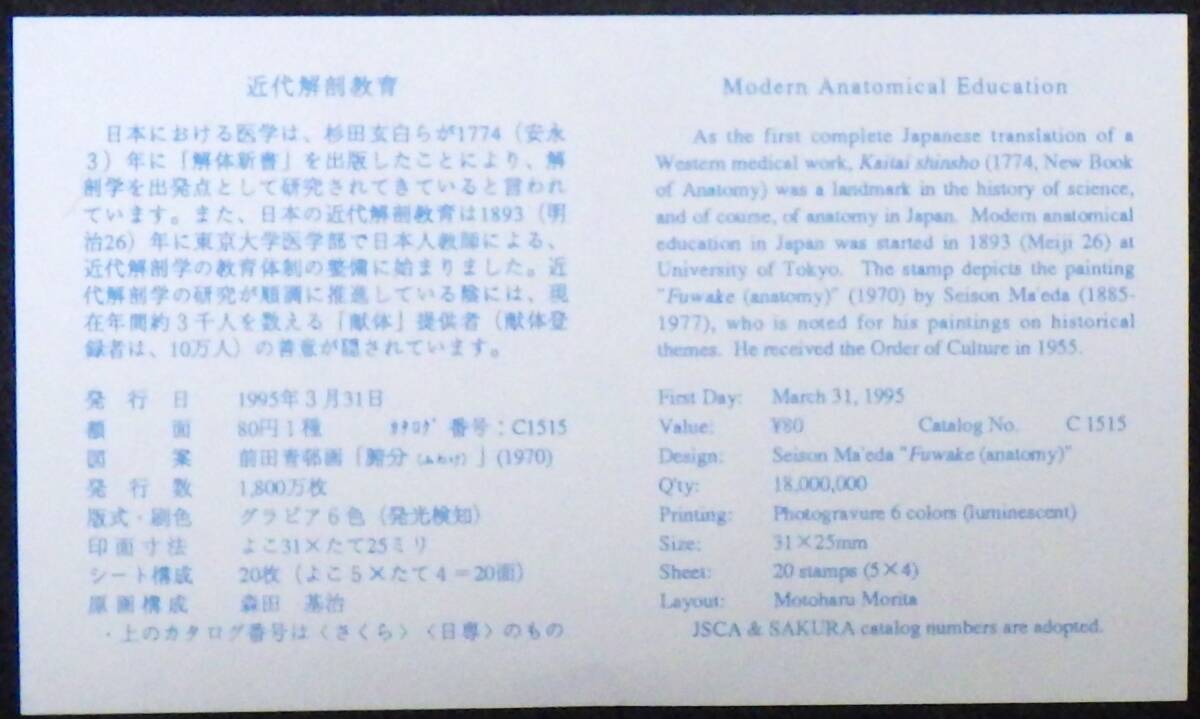 近代解剖教育
日本における医学は、杉田玄白らが1774（安永
3）年に「解体新書」を出版したことにより、解
剖学を出発点として研究されてきていると言われ
ています。また、日本の近代解剖教育は1893（明
治26）年に東京大学医学部で日本人教師による、
近代解剖学の教育体制の整備に始まりました。近
代解剖学の研究が順調に推進している陰には、現
在年間約３千人を数える「献体」提供者（献体登
録者は、10万人）の善意が隠されています。
発行日 1995年３月31日
額面 80円１種 ｶﾀﾛｸﾞ番号：C1515
図案 前田青邨画「腑分（ふわけ）」(1970)
発行数 1,800万枚
版式・刷色 グラビア６色（発光検知）
印面寸法 よこ31×たて25ミリ
シート構成 20枚（よこ５×たて４＝20面）
原画構成 森田 基治
・上のカタログ番号は〈さくら〉〈日専〉のもの
Modern Anatomical Education
As the first complete Japanese translation of a
Western medical work, Kaitai shinsho (1774, New Book
of Anatomy) was a landmark in the history of science,
and of course, of anatomy in Japan. Modern anatomical
education in Japan was started in 1893 (Meiji 26) at
University of Tokyo. The stamp depicts the painting
"Fuwake (anatomy)" (1970) by Seison Ma'eda (1885-
1977), who is noted for his paintings on historical
themes. He received the Order of Culture in 1955.
First Day: March 31, 1995
Value: ¥80 Catalog No. C 1515
Design: Seison Ma'eda "Fuwake (anatomy)"
Q'ty: 18,000,000
Printing: Photogravure 6 colors (luminescent)
Size: 31×25mm
Sheet: 20 stamps (5×4)
Layout: Motoharu Morita
JSCA & SAKURA catalog numbers are adopted.